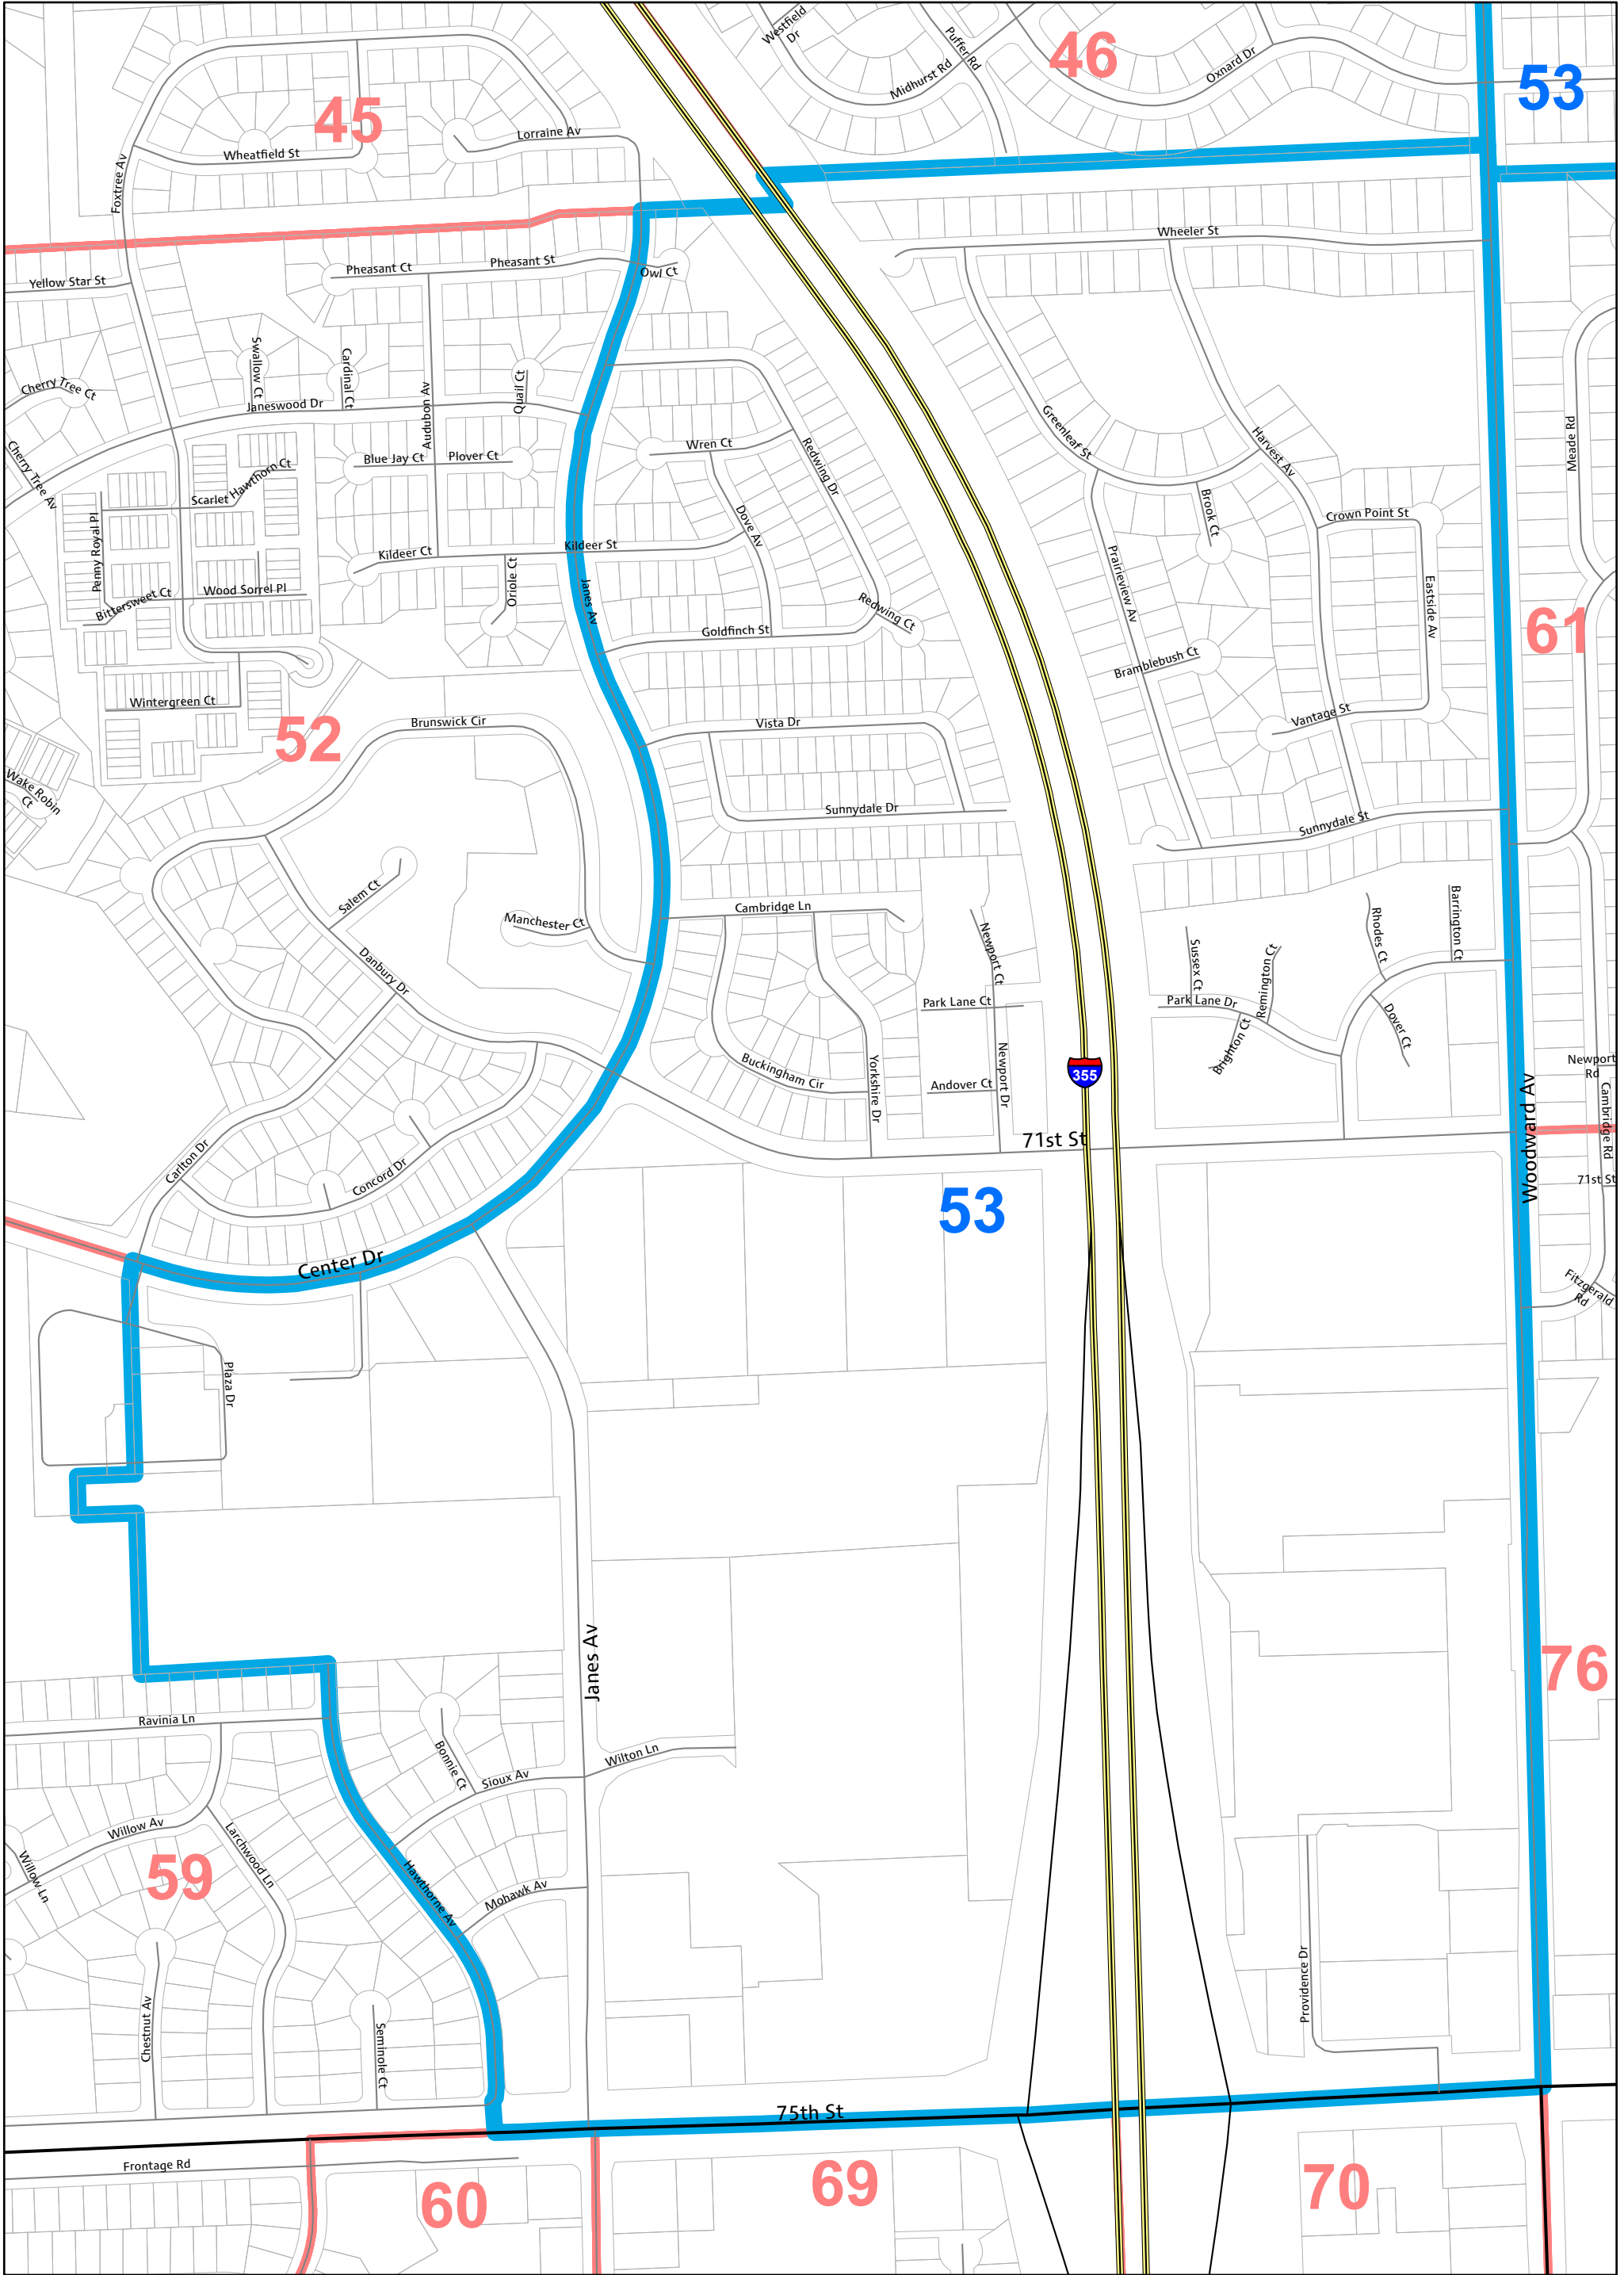 Westfield
Dr
Puffer Rd
46
Midhurst Rd
Oxnard Dr
53
45
Lorraine Av
Wheatfield St
Foxtree Av
Wheeler St
Pheasant Ct
Pheasant St
Owl Ct
Yellow Star St
Swallow Ct
Cardinal Ct
Quail Ct
Audubon Av
Cherry Tree Ct
Janeswood Dr
Cherry Tree Av
Blue Jay Ct
Plover Ct
Wren Ct
Redwing Dr
Greenleaf St
Harvest Av
Meade Rd
Scarlet Hawthorn Ct
Penny Royal Pl
Dove Av
Brook Ct
Crown Point St
Kildeer Ct
Kildeer St
Oriole Ct
Janes Av
Prairieview Av
Eastside Av
Bittersweet Ct
Wood Sorrel Pl
Redwing Ct
Goldfinch St
61
Bramblebush Ct
Wintergreen Ct
Brunswick Cir
Vista Dr
Vantage St
52
Wake Robin
Ct
Sunnydale Dr
Sunnydale St
Salem Ct
Manchester Ct
Cambridge Ln
Newport Ct
Rhodes Ct
Barrington Ct
Danbury Dr
Sussex Ct
Remington Ct
Park Lane Ct
Park Lane Dr
Dover Ct
Brighton Ct
Buckingham Cir
Yorkshire Dr
Andover Ct
Newport Dr
355
Newport
Rd
Cambridge Rd
Woodward Av
71st St
71st St
Carlton Dr
Concord Dr
53
Center Dr
Fitzgerald
Rd
Plaza Dr
Janes Av
76
Ravinia Ln
Bonnie Ct
Sioux Av
Wilton Ln
Willow Av
Willow Ln
Larchwood Ln
59
Hawthorne Av
Mohawk Av
Providence Dr
Chestnut Av
Seminole Ct
75th St
Frontage Rd
60
69
70